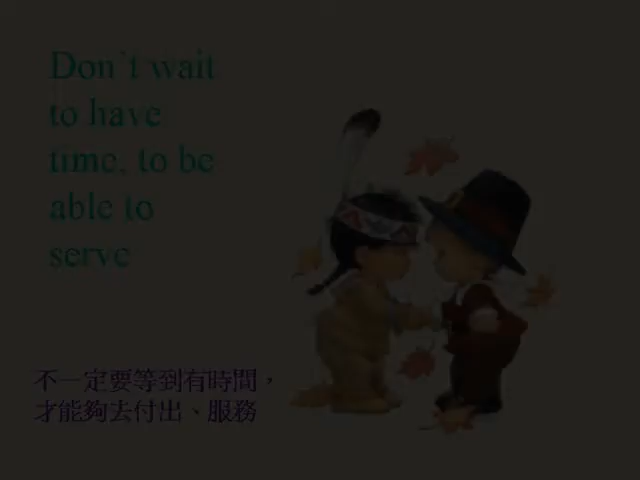 Don't wait
to have
time, to be
able to
serve
不一定要等到有時間，
才能夠去付出、服務